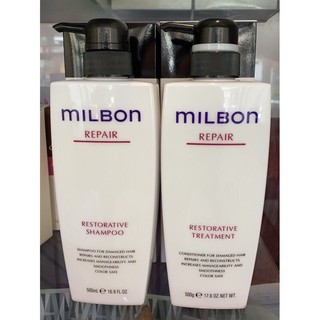 milbon
REPAIR
RESTORATIVE
SHAMPOO
SHAMPOO FOR DAMAGED HAIR
REPAIRS AND RECONSTRUCTS
INCREASES MANAGEABILITY AND
SMOOTHNESS
COLOR SAFE
500mL ℮ 16.9 FL.OZ
milbon
REPAIR
RESTORATIVE
TREATMENT
CONDITIONER FOR DAMAGED HAIR
REPAIRS AND RECONSTRUCTS
INCREASES MANAGEABILITY AND
SMOOTHNESS
COLOR SAFE
500g ℮ 17.6 OZ.NET WT.